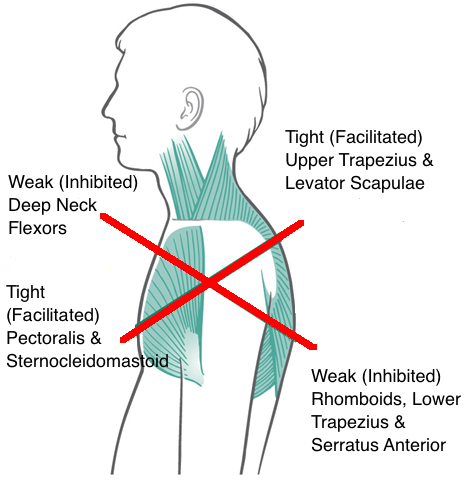 Tight (Facilitated)
Upper Trapezius &
Levator Scapulae
Weak (Inhibited)
Deep Neck
Flexors
Tight
(Facilitated)
Pectoralis &
Sternocleidomastoid
Weak (Inhibited)
Rhomboids, Lower
Trapezius &
Serratus Anterior